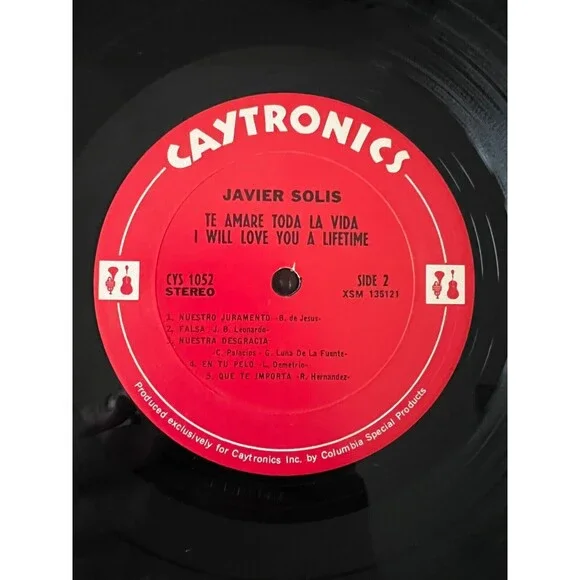 CAYTRONICS
JAVIER SOLIS
TE AMARE TODA LA VIDA
I WILL LOVE YOU A LIFETIME
CYS 1052
STEREO
SIDE 2
XSM 135121
1. NUESTRO JURAMENTO -B. de Jesus-
2. FALSA -J. B. Leonardo-
3. NUESTRA DESGRACIA
-C. Palacios - G. Luna De La Fuente-
4. EN TU PELO -L. Demetrio-
5. QUE TE IMPORTA -R. Hernandez-
Produced exclusively for Caytronics Inc. by Columbia Special Products